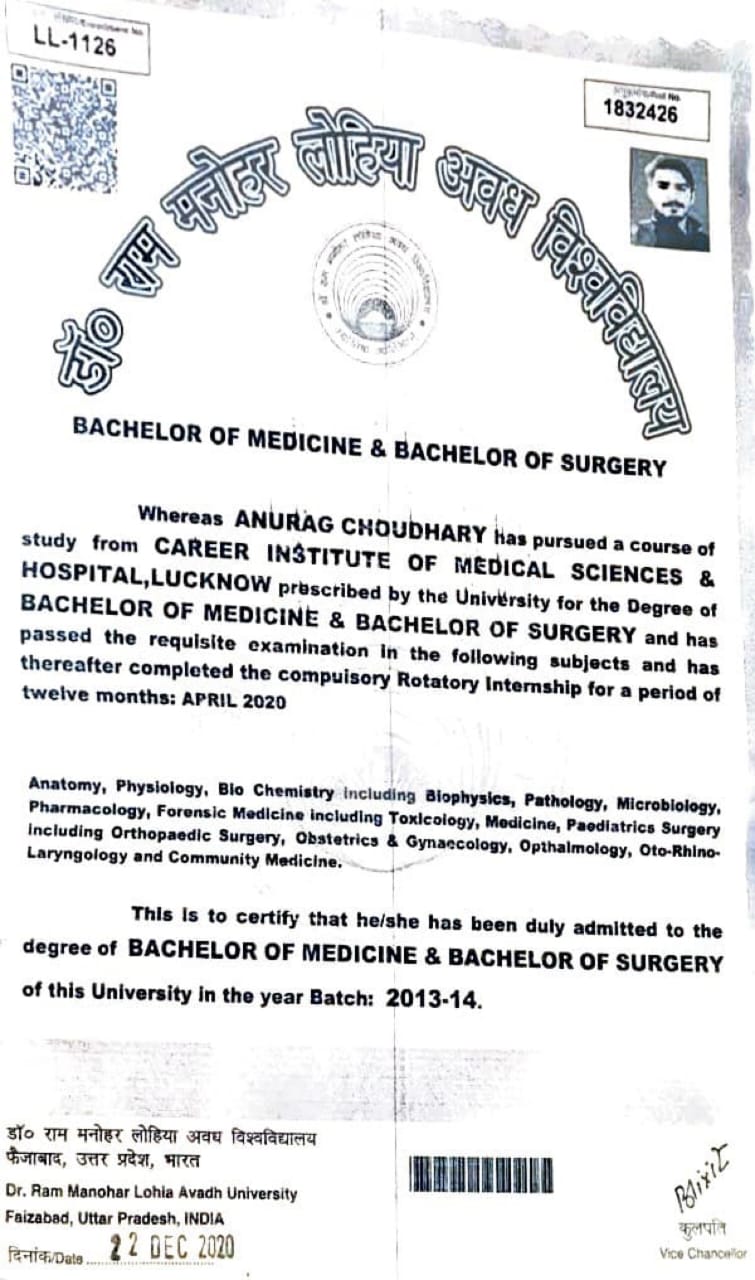 LL-1126
1832426
डॉ० राम मनोहर लोहिया अवध विश्वविद्यालय
BACHELOR OF MEDICINE & BACHELOR OF SURGERY
Whereas ANURAG CHOUDHARY has pursued a course of
study from CAREER INSTITUTE OF MEDICAL SCIENCES &
HOSPITAL,LUCKNOW prescribed by the University for the Degree of
BACHELOR OF MEDICINE & BACHELOR OF SURGERY and has
passed the requisite examination in the following subjects and has
thereafter completed the compuisory Rotatory Internship for a period of
twelve months: APRIL 2020
Anatomy, Physiology, Bio Chemistry including Biophysics, Pathology, Microbiology,
Pharmacology, Forensic Medicine including Toxicology, Medicine, Paediatrics Surgery
including Orthopaedic Surgery, Obstetrics & Gynaecology, Opthalmology, Oto-Rhino-
Laryngology and Community Medicine.
This is to certify that he/she has been duly admitted to the
degree of BACHELOR OF MEDICINE & BACHELOR OF SURGERY
of this University in the year Batch: 2013-14.
डॉ० राम मनोहर लोहिया अवध विश्वविद्यालय
फैजाबाद, उत्तर प्रदेश, भारत
Dr. Ram Manohar Lohia Avadh University
Faizabad, Uttar Pradesh, INDIA
दिनांक/Date 22 DEC 2020
कुलपति
Vice Chancellor